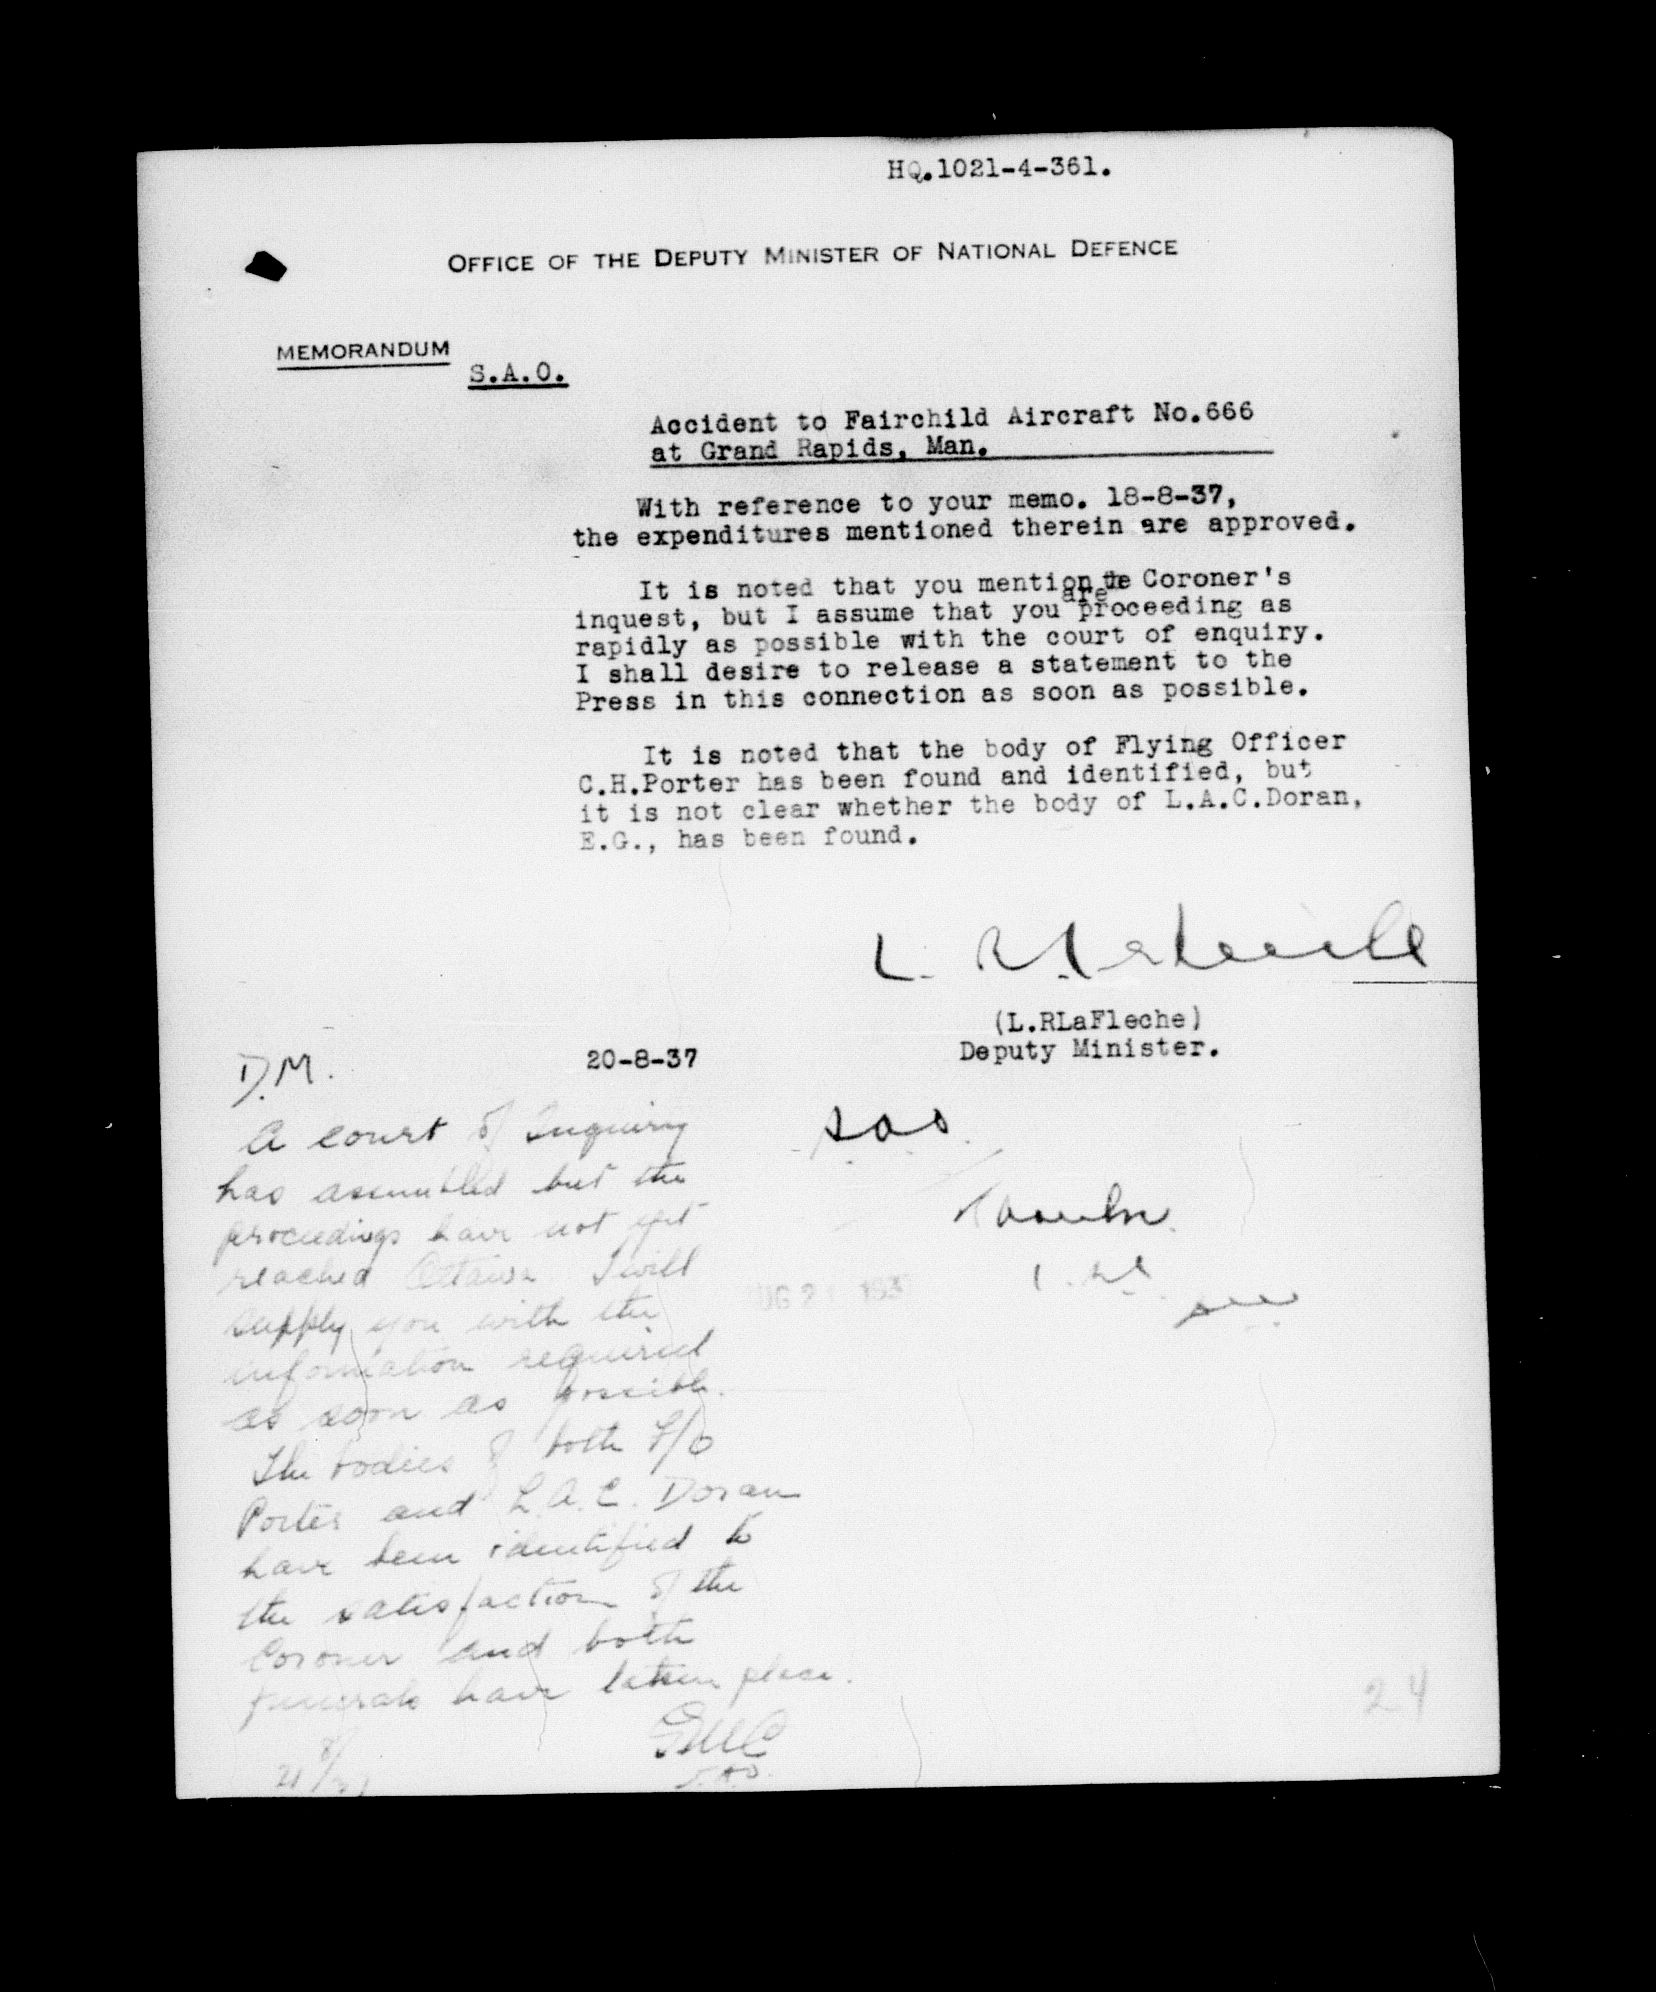 HQ.1021-4-361.
OFFICE OF THE DEPUTY MINISTER OF NATIONAL DEFENCE
MEMORANDUM
S.A.O.
Accident to Fairchild Aircraft No.666
at Grand Rapids, Man.
With reference to your memo. 18-8-37,
the expenditures mentioned therein are approved.
It is noted that you mention the Coroner's
inquest, but I assume that you are proceeding as
rapidly as possible with the court of enquiry.
I shall desire to release a statement to the
Press in this connection as soon as possible.
It is noted that the body of Flying Officer
C.H.Porter has been found and identified, but
it is not clear whether the body of L.A.C.Doran,
E.G., has been found.
(L.RLaFleche)
Deputy Minister.
20-8-37
D.M.
A court of Inquiry
has assembled but the
proceedings have not yet
reached Ottawa I will
supply you with the
information required
as soon as possible.
The bodies of both F/O
Porter and L.A.C. Doran
have been identified to
the satisfaction of the
Coroner and both
funerals have taken place.
S.A.O.
21/8/37
SAO.
AUG 21 193
24